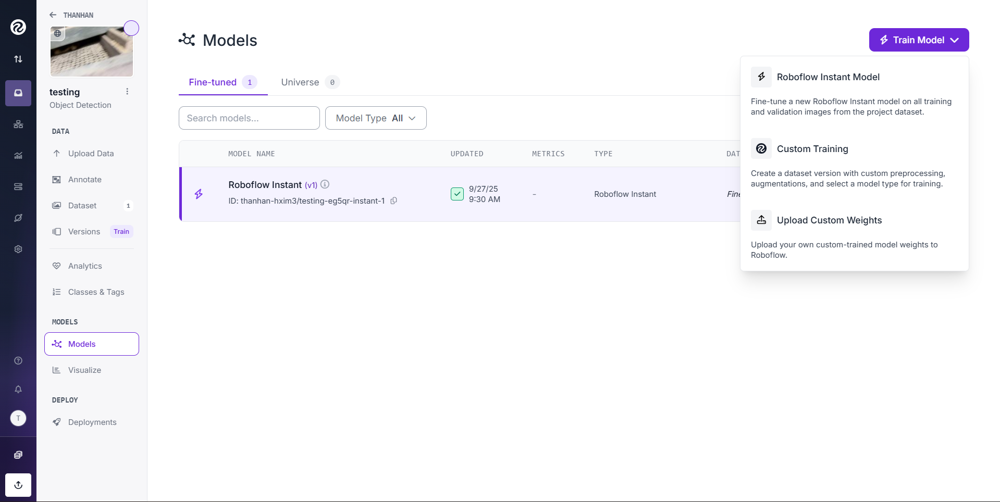 THANHAN
testing
Object Detection
DATA
Upload Data
Annotate
Dataset 1
Versions Train
Analytics
Classes & Tags
MODELS
Models
Visualize
DEPLOY
Deployments
T
Models
Train Model
Fine-tuned 1 Universe 0
Search models...
Model Type All
MODEL NAME UPDATED METRICS TYPE DAT
Roboflow Instant (v1)
ID: thanhan-hxim3/testing-eg5qr-instant-1
9/27/25
9:30 AM
-
Roboflow Instant
Fine
Roboflow Instant Model
Fine-tune a new Roboflow Instant model on all training
and validation images from the project dataset.
Custom Training
Create a dataset version with custom preprocessing,
augmentations, and select a model type for training.
Upload Custom Weights
Upload your own custom-trained model weights to
Roboflow.